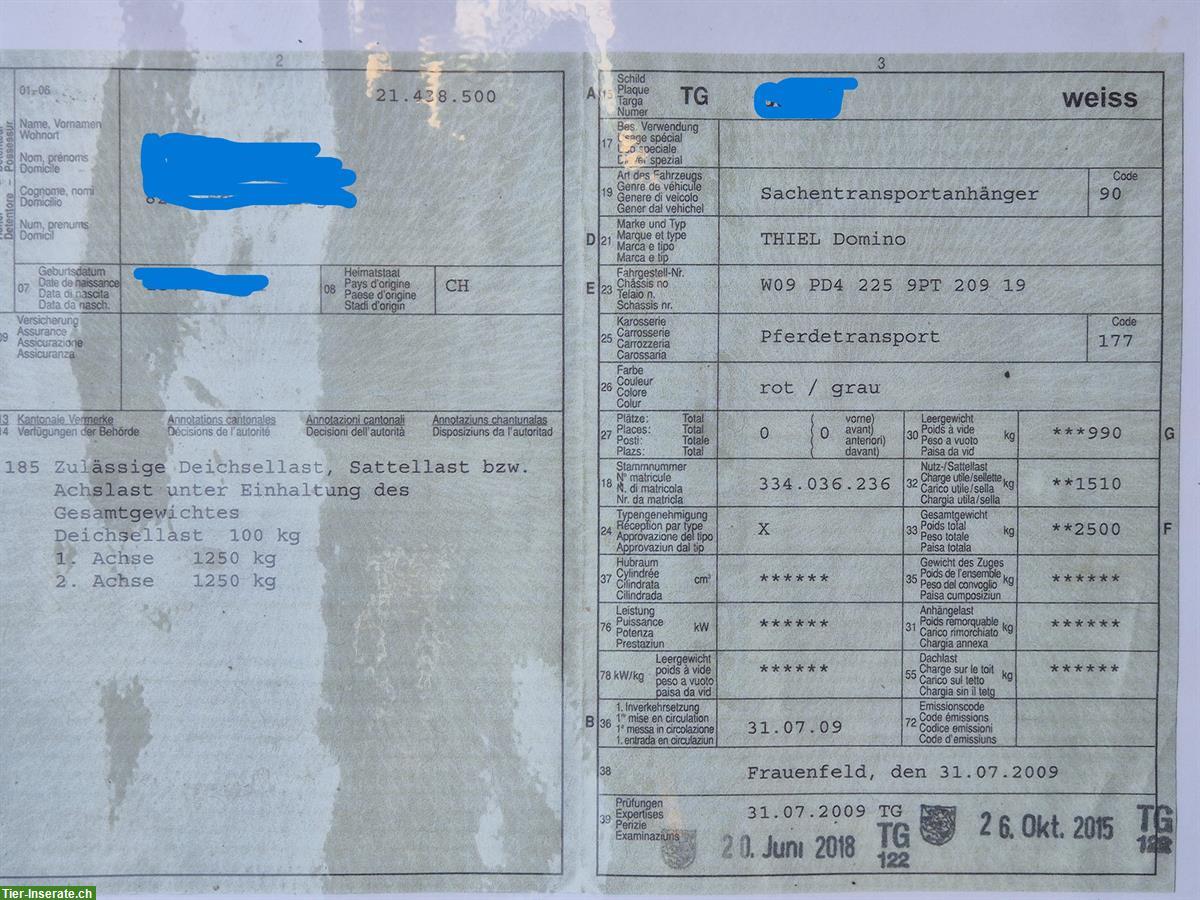 2
01-06
21.438.500
Name, Vornamen
Wohnort
Nom, prénoms
Domicile
Cognome, nomi
Domicilio
Num, prenums
Domicil
Detentore – Possessur
07
Geburtsdatum
Date de naissance
Data di nascita
Data da nasch.
08
Heimatstaat
Pays d'origine
Paese d'origine
Stadi d'origin
CH
09
Versicherung
Assurance
Assicurazione
Assicuranza
13 Kantonale Vermerke Annotations cantonales Annotazioni cantonali Annotaziuns chantunalas
14 Verfügungen der Behörde Décisions de l'autorité Decisioni dell'autorità Disposiziuns da l'autoritad
185 Zulässige Deichsellast, Sattellast bzw.
Achslast unter Einhaltung des
Gesamtgewichtes
Deichsellast 100 kg
1. Achse 1250 kg
2. Achse 1250 kg
3
A 15
Schild
Plaque
Targa
Numer
TG
weiss
17
Bes. Verwendung
Usage spécial
Uso speciale
Diever spezial
19
Art des Fahrzeugs
Genre de véhicule
Genere di veicolo
Gener dal vehichel
Sachentransportanhänger
Code
90
D 21
Marke und Typ
Marque et type
Marca e tipo
Marca e tip
THIEL Domino
E 23
Fahrgestell-Nr.
Châssis no
Telaio n.
Schassis nr.
W09 PD4 225 9PT 209 19
25
Karosserie
Carrosserie
Carrozzeria
Carossaria
Pferdetransport
Code
177
26
Farbe
Couleur
Colore
Colur
rot / grau
27
Plätze: Total
Places: Total
Posti: Totale
Plazs: Total
0
0
vorne)
avant)
anteriori)
davant)
30
Leergewicht
Poids à vide
Peso a vuoto
Paisa da vid
kg
***990
G
18
Stammnummer
N° matricule
N. di matricola
Nr. da matricla
334.036.236
32
Nutz-/Sattellast
Charge utile/sellette
Carico utile/sella
Chargia utila/sella
kg
**1510
24
Typengenehmigung
Réception par type
Approvazione del tipo
Approvaziun dal tip
X
33
Gesamtgewicht
Poids total
Peso totale
Paisa totala
kg
**2500
F
37
Hubraum
Cylindrée
Cilindrata
Cilindrada
cm³
******
35
Gewicht des Zuges
Poids de l'ensemble
Peso del convoglio
Paisa cumposiziun
kg
******
76
Leistung
Puissance
Potenza
Prestaziun
kW
******
31
Anhängelast
Poids remorquable
Carico rimorchiato
Chargia annexa
kg
******
78 kW/kg
Leergewicht
poids à vide
peso a vuoto
paisa da vid
******
55
Dachlast
Charge sur le toit
Carico sul tetto
Chargia sin il tetg
kg
******
B 36
1. Inverkehrsetzung
1re mise en circulation
1a messa in circolazione
1. entrada en circulaziun
31.07.09
72
Emissionscode
Code émissions
Codice emissioni
Code d'emissiuns
38
Frauenfeld, den 31.07.2009
39
Prüfungen
Expertises
Perizie
Examinaziuns
31.07.2009 TG
20. Juni 2018
TG
122
26. Okt. 2015
TG
122
Tier-Inserate.ch